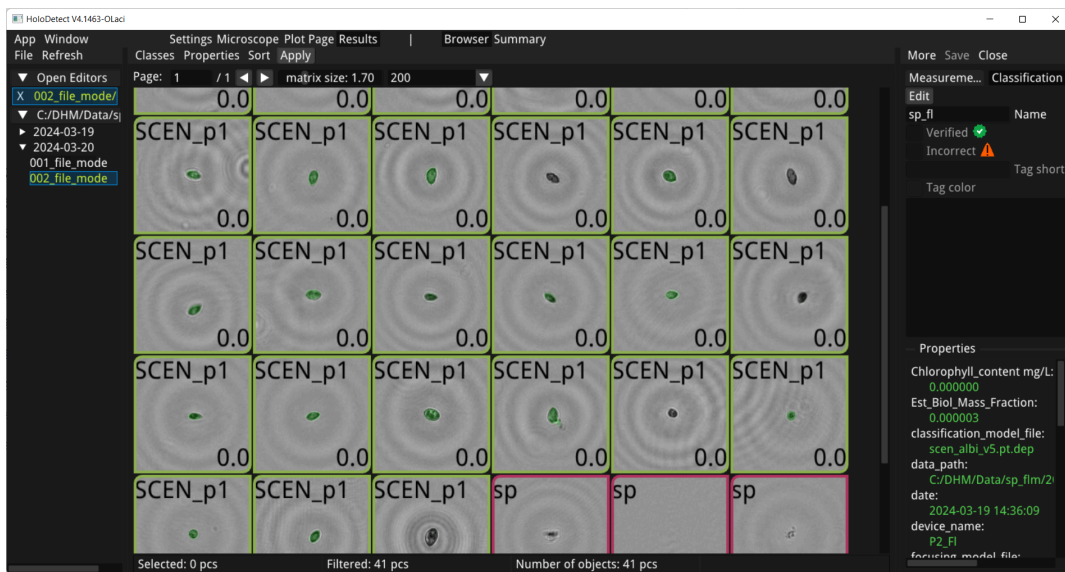 HoloDetect V4.1463-OLaci
App Window Settings Microscope Plot Page Results | Browser Summary
File Refresh Classes Properties Sort Apply More Save Close
Open Editors
X 002_file_mode/
C:/DHM/Data/s
2024-03-19
2024-03-20
001_file_mode
002_file_mode
Page: 1 / 1 matrix size: 1.70 200
0.0 0.0 0.0 0.0 0.0 0.0
SCEN_p1 SCEN_p1 SCEN_p1 SCEN_p1 SCEN_p1 SCEN_p1
0.0 0.0 0.0 0.0 0.0 0.0
SCEN_p1 SCEN_p1 SCEN_p1 SCEN_p1 SCEN_p1 SCEN_p1
0.0 0.0 0.0 0.0 0.0 0.0
SCEN_p1 SCEN_p1 SCEN_p1 SCEN_p1 SCEN_p1 SCEN_p1
0.0 0.0 0.0 0.0 0.0 0.0
SCEN_p1 SCEN_p1 SCEN_p1 sp sp sp
Selected: 0 pcs Filtered: 41 pcs Number of objects: 41 pcs
Measureme... Classification
Edit
sp_fl Name
Verified
Incorrect
Tag short
Tag color
Properties
Chlorophyll_content mg/L:
0.000000
Est_Biol_Mass_Fraction:
0.000003
classification_model_file:
scen_albi_v5.pt.dep
data_path:
C:/DHM/Data/sp_flm/2
date:
2024-03-19 14:36:09
device_name:
P2_Fl
focusing_model_file: